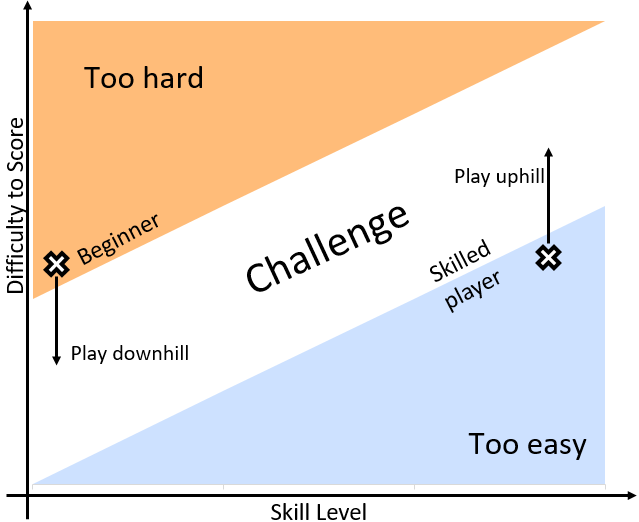 Too hard
Difficulty to Score
Play uphill
Beginner
Challenge
Skilled
player
Play downhill
Too easy
Skill Level